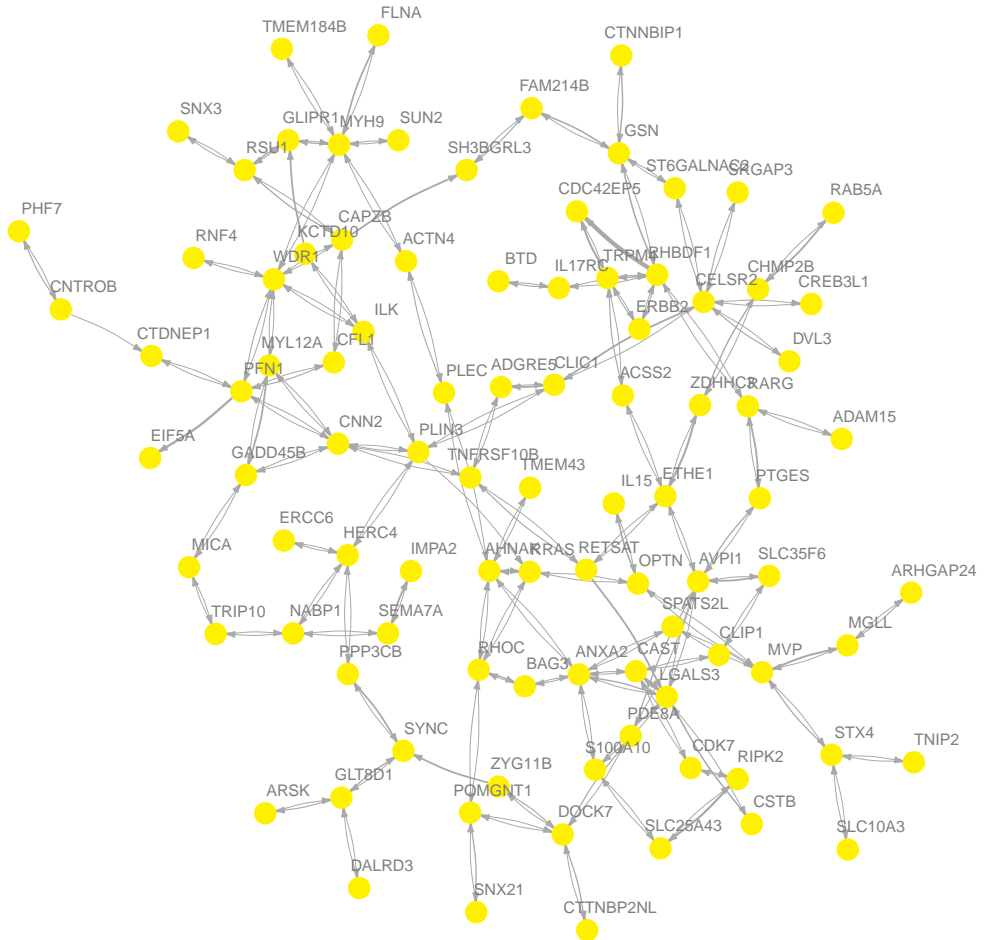 FLNA
TMEM184B
CTNNBIP1
FAM214B
SNX3
GLIPR1
MYH9
SUN2
GSN
RSU1
SH3BGRL3
ST6GALNAC2
SRGAP3
CDC42EP5
RAB5A
PHF7
CAPZB
KCTD10
ACTN4
RNF4
WDR1
BTD
IL17RC
TRPM4
RHBDF1
CELSR2
CHMP2B
CREB3L1
CNTROB
ILK
ERBB2
CTDNEP1
MYL12A
CFL1
DVL3
PFN1
PLEC
ADGRE5
CLIC1
ACSS2
ZDHHC3
RARG
EIF5A
CNN2
PLIN3
ADAM15
GADD45B
TNFRSF10B
TMEM43
IL15
ETHE1
PTGES
ERCC6
HERC4
MICA
IMPA2
AHNAK
KRAS
RETSAT
OPTN
AVPI1
SLC35F6
ARHGAP24
TRIP10
NABP1
SEMA7A
SPATS2L
CLIP1
MVP
MGLL
PPP3CB
RHOC
BAG3
ANXA2
CAST
LGALS3
SYNC
PDE8A
S100A10
CDK7
RIPK2
STX4
TNIP2
ARSK
GLT8D1
ZYG11B
POMGNT1
DOCK7
SLC25A43
CSTB
SLC10A3
DALRD3
SNX21
CTTNBP2NL